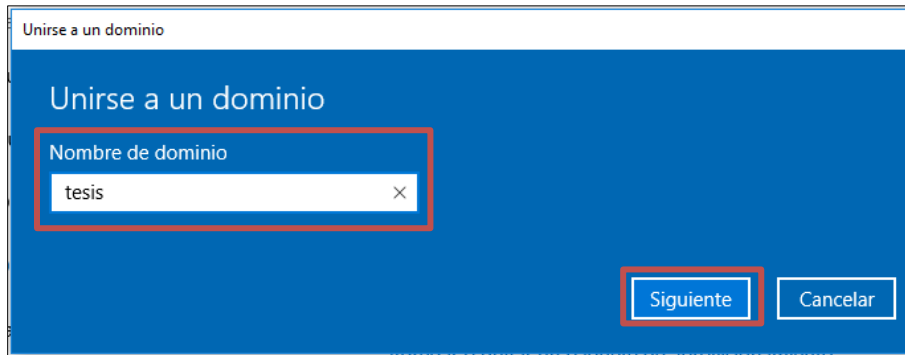 Unirse a un dominio
Unirse a un dominio
Nombre de dominio
tesis
Siguiente
Cancelar